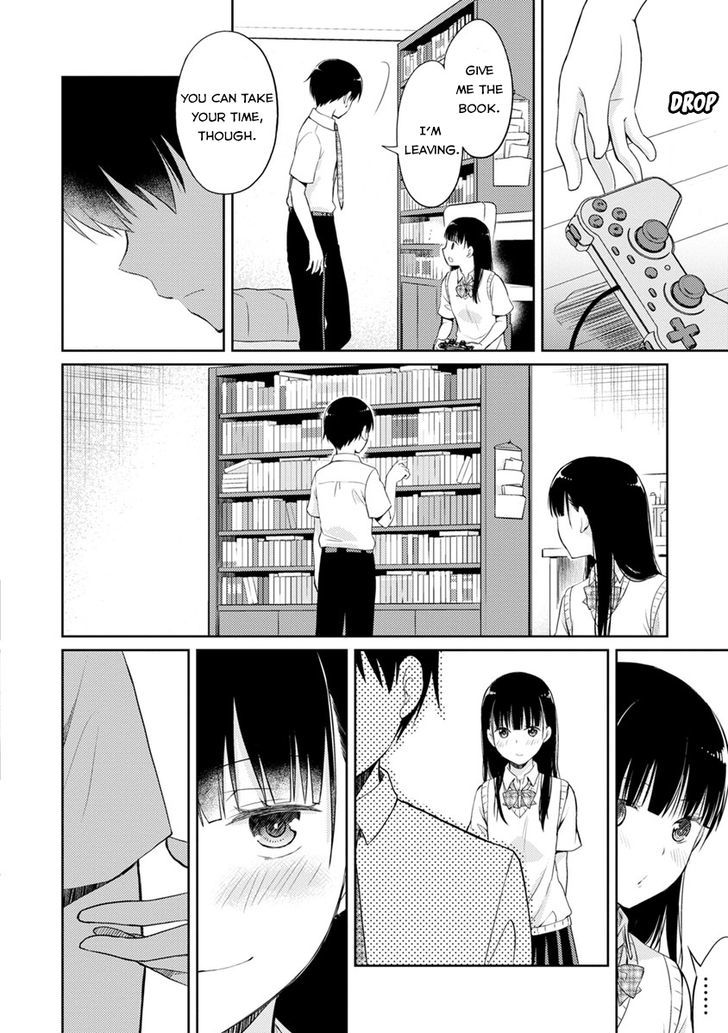 DROP
GIVE
ME THE
BOOK.
I'M
LEAVING.
YOU CAN TAKE
YOUR TIME,
THOUGH.
........